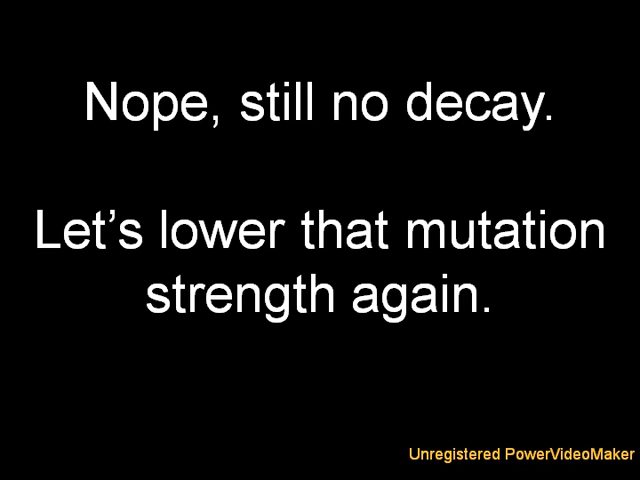 Nope, still no decay.
Let’s lower that mutation
strength again.
Unregistered PowerVideoMaker